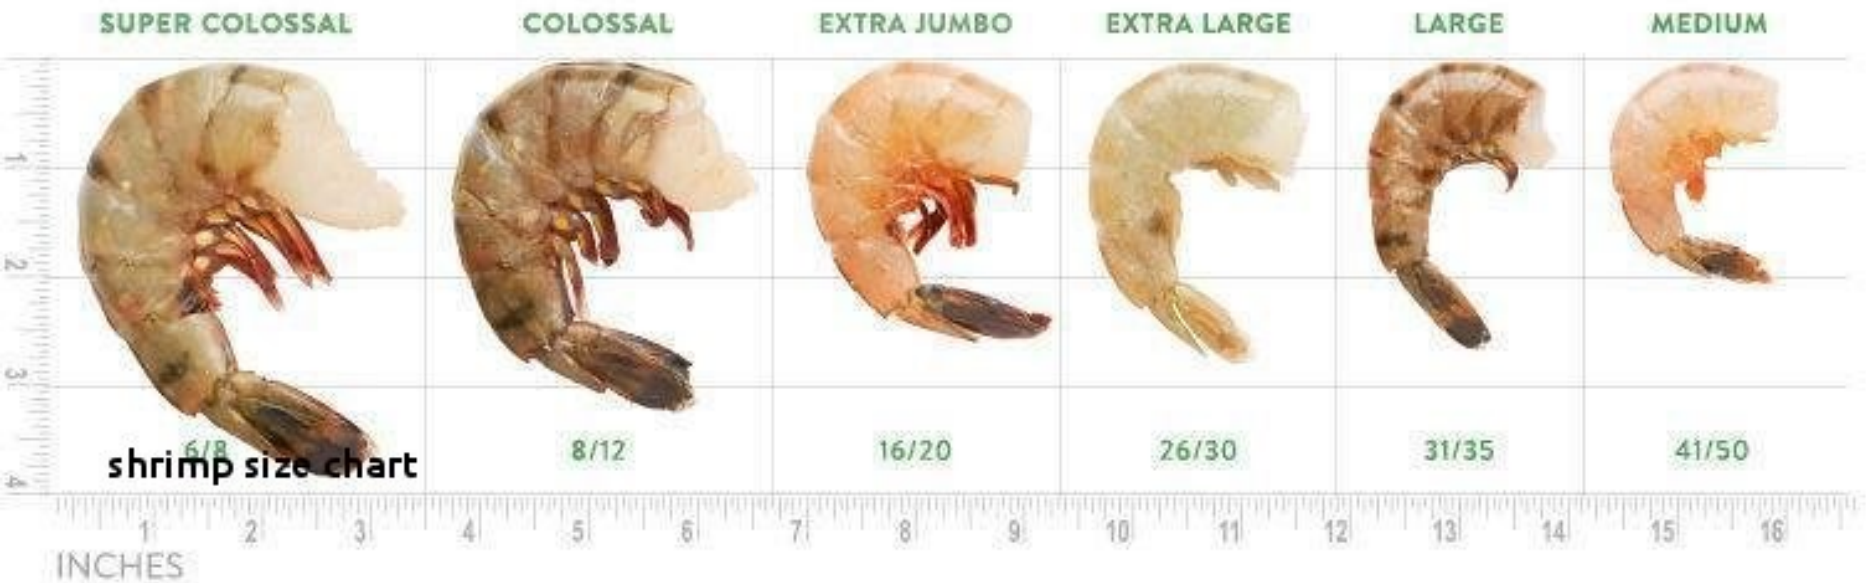 SUPER COLOSSAL COLOSSAL EXTRA JUMBO EXTRA LARGE LARGE MEDIUM
1
2
3
4
6/8 8/12 16/20 26/30 31/35 41/50
shrimp size chart
1 2 3 4 5 6 7 8 9 10 11 12 13 14 15 16
INCHES